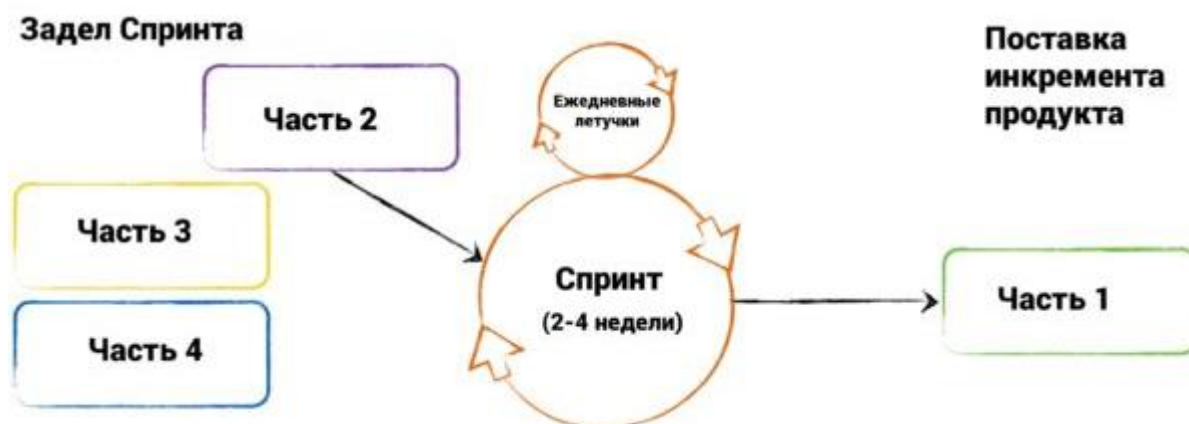 Задел Спринта
Часть 2
Часть 3
Часть 4
Ежедневные
летучки
Спринт
(2-4 недели)
Поставка
инкремента
продукта
Часть 1